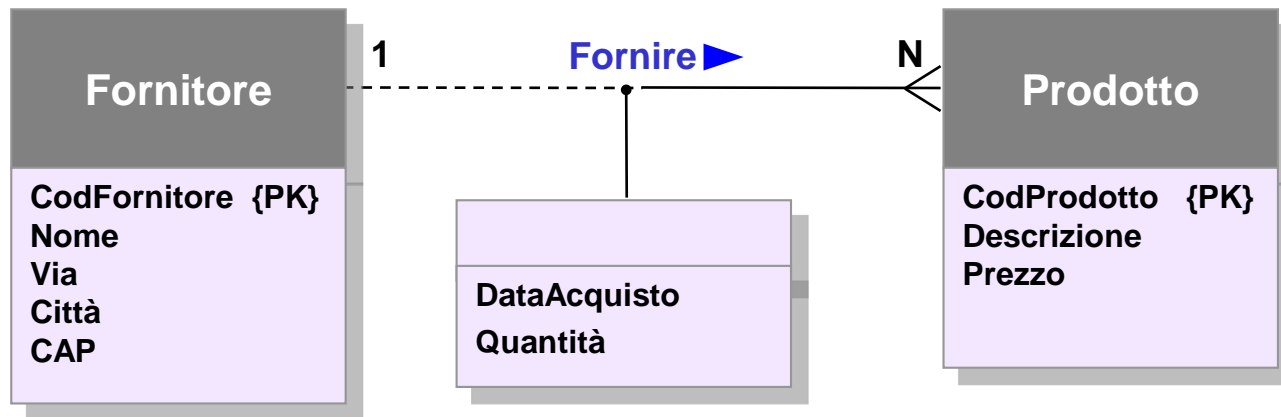 1
Fornire
N
Fornitore
Prodotto
CodFornitore {PK}
Nome
Via
Città
CAP
DataAcquisto
Quantità
CodProdotto {PK}
Descrizione
Prezzo